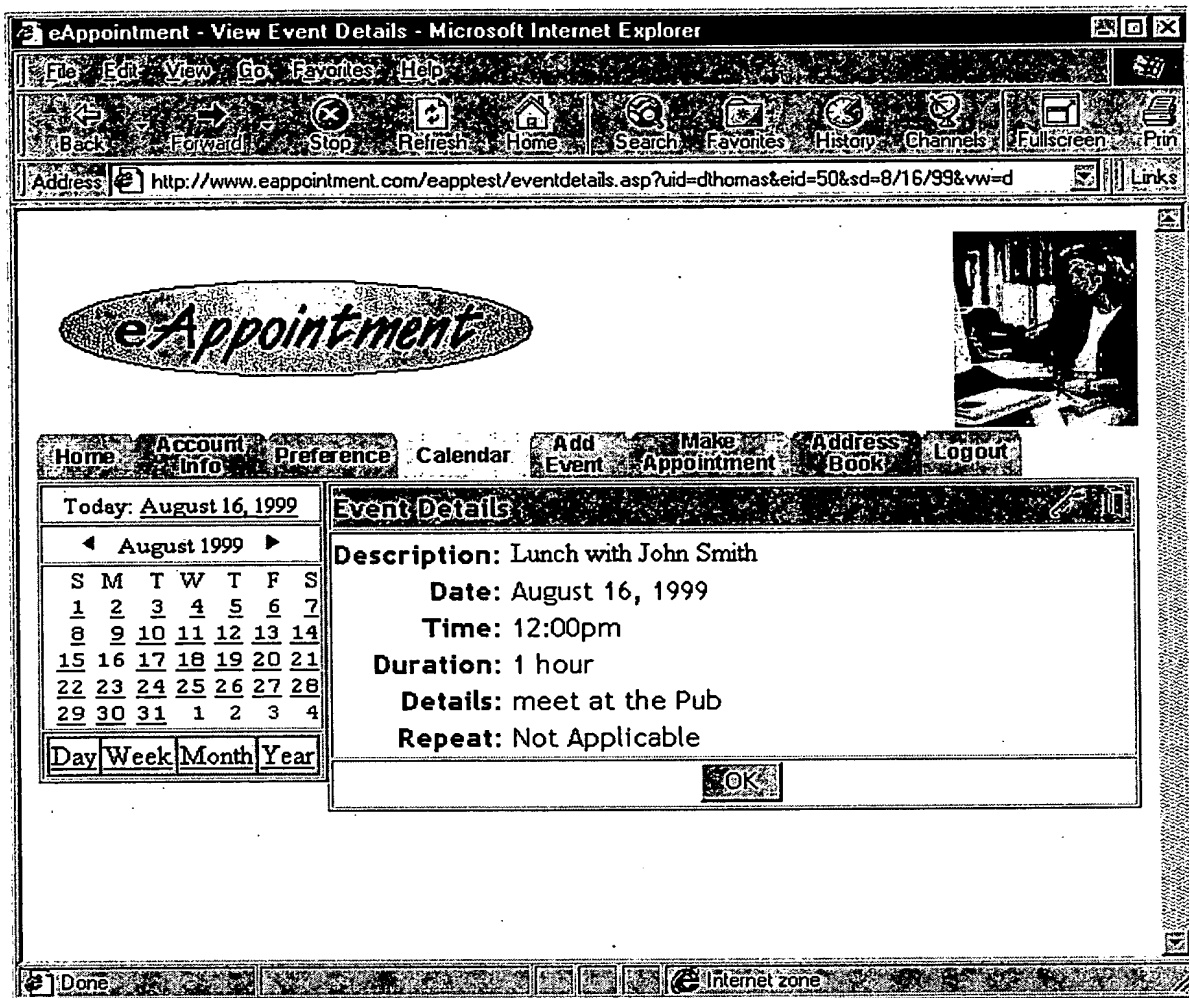 eAppointment - View Event Details - Microsoft Internet Explorer
File Edit View Go Favorites Help
Back Forward Stop Refresh Home Search Favorites History Channels Fullscreen Prin
Address http://www.eappointment.com/eapptest/eventdetails.asp?uid=dthomas&eid=50&sd=8/16/99&vw=d Links
eAppointment
Home Account Info Preference Calendar Add Event Make Appointment Address Book Logout
Today: August 16, 1999
August 1999
S M T W T F S
1 2 3 4 5 6 7
8 9 10 11 12 13 14
15 16 17 18 19 20 21
22 23 24 25 26 27 28
29 30 31 1 2 3 4
Day Week Month Year
Event Details
Description: Lunch with John Smith
Date: August 16, 1999
Time: 12:00pm
Duration: 1 hour
Details: meet at the Pub
Repeat: Not Applicable
OK
Done Internet zone